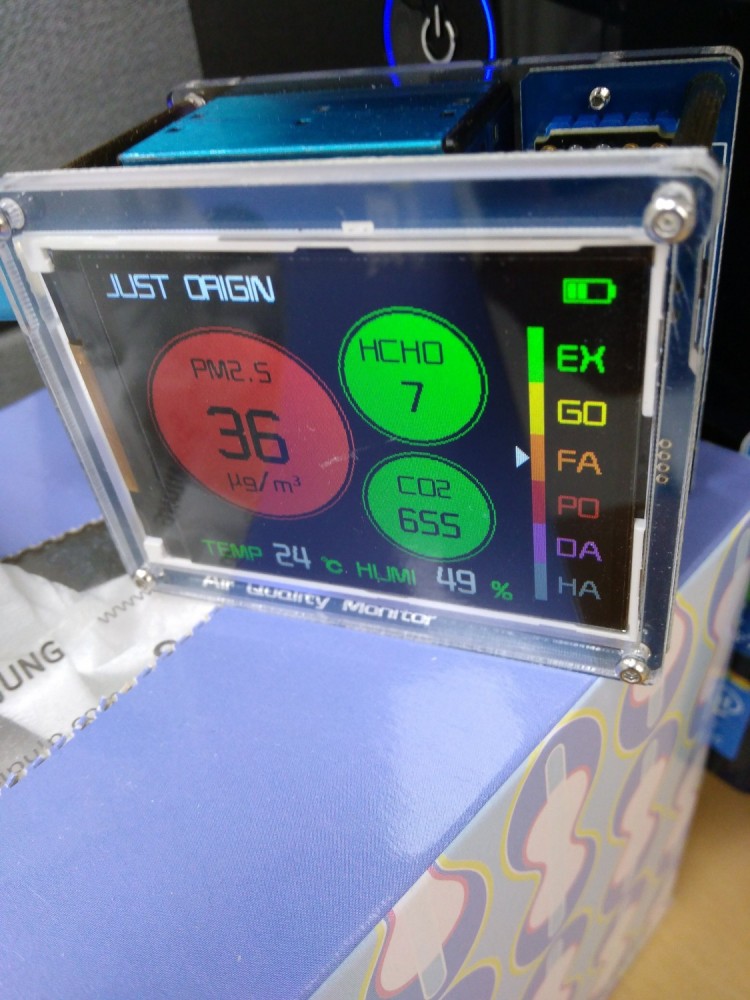 JUST ORIGIN
PM2.5
36
µg/m³
HCHO
7
CO2
655
EX
GO
FA
PO
DA
HA
TEMP 24 °C HUMI 49 %
Air Quality Monitor
www.